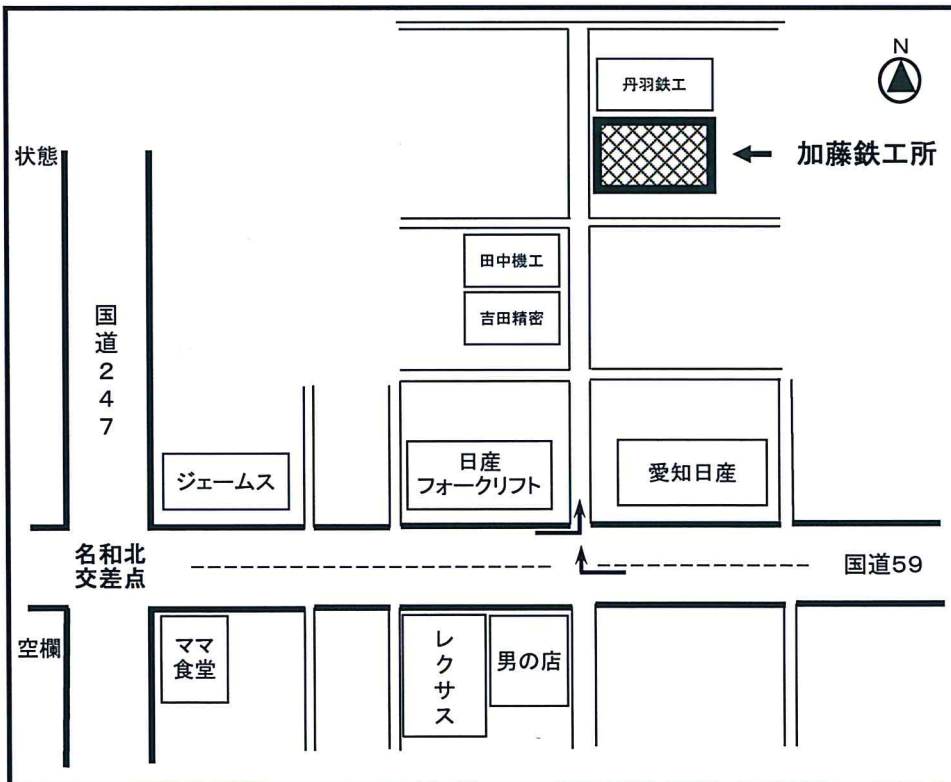 N
丹羽鉄工
加藤鉄工所
状態
田中機工
吉田精密
国道247
ジェームス
日産
フォークリフト
愛知日産
名和北
交差点
国道59
空欄
ママ
食堂
レクサス
男の店